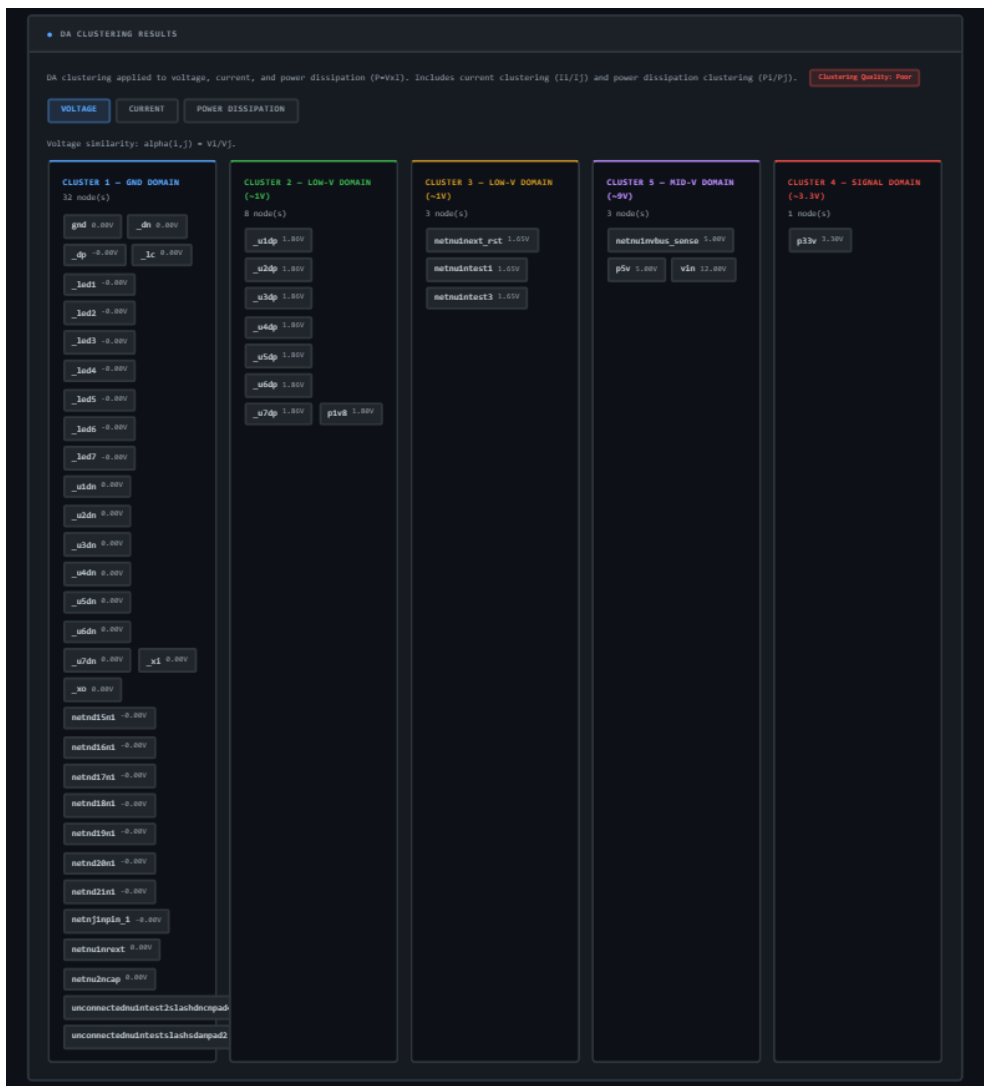 DA CLUSTERING RESULTS
DA clustering applied to voltage, current, and power dissipation (P=VxI). Includes current clustering (Ii/Ij) and power dissipation clustering (Pi/Pj). Clustering Quality: Poor
VOLTAGE CURRENT POWER DISSIPATION
Voltage similarity: alpha(i,j) = Vi/Vj.
CLUSTER 1 — GND DOMAIN
32 node(s)
gnd 0.00V _dn 0.00V
_dp -0.00V _lc 0.00V
_led1 -0.00V
_led2 -0.00V
_led3 -0.00V
_led4 -0.00V
_led5 -0.00V
_led6 -0.00V
_led7 -0.00V
_u1dn 0.00V
_u2dn 0.00V
_u3dn 0.00V
_u4dn 0.00V
_u5dn 0.00V
_u6dn 0.00V
_u7dn 0.00V _xi 0.00V
_xo 0.00V
netnd15n1 -0.00V
netnd16n1 -0.00V
netnd17n1 -0.00V
netnd18n1 -0.00V
netnd19n1 -0.00V
netnd20n1 -0.00V
netnd21n1 -0.00V
netnj1npin_1 -0.00V
netnu1nrext 0.00V
netnu2ncap 0.00V
unconnectednu1ntest2slashdncnpad
unconnectednu1ntestslashsdanpad2
CLUSTER 2 — LOW-V DOMAIN
(~1V)
8 node(s)
_u1dp 1.80V
_u2dp 1.80V
_u3dp 1.80V
_u4dp 1.80V
_u5dp 1.80V
_u6dp 1.80V
_u7dp 1.80V p1v8 1.80V
CLUSTER 3 — LOW-V DOMAIN
(~1V)
3 node(s)
netnu1next_rst 1.65V
netnu1ntest1 1.65V
netnu1ntest3 1.65V
CLUSTER 5 — MID-V DOMAIN
(~9V)
3 node(s)
netnu1nvbus_sense 5.00V
p5v 5.00V vin 12.00V
CLUSTER 4 — SIGNAL DOMAIN
(~3.3V)
1 node(s)
p33v 3.30V